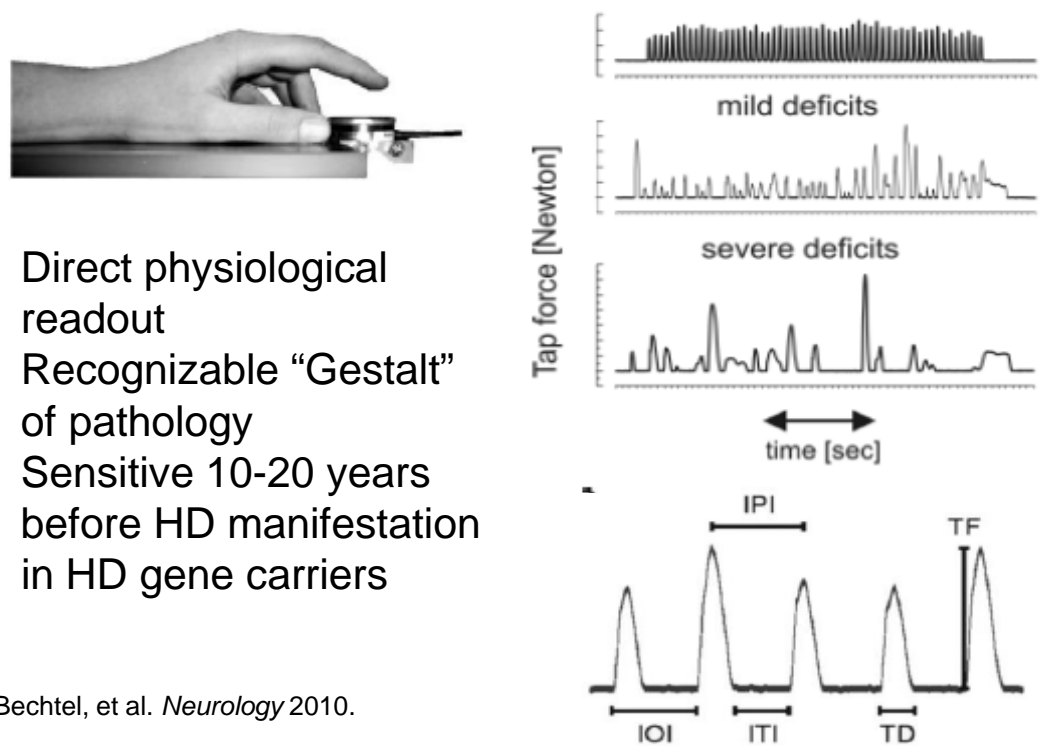 Direct physiological
readout
Recognizable “Gestalt”
of pathology
Sensitive 10-20 years
before HD manifestation
in HD gene carriers
Bechtel, et al. Neurology 2010.
mild deficits
Tap force [Newton]
severe deficits
time [sec]
IPI
TF
IOI
ITI
TD